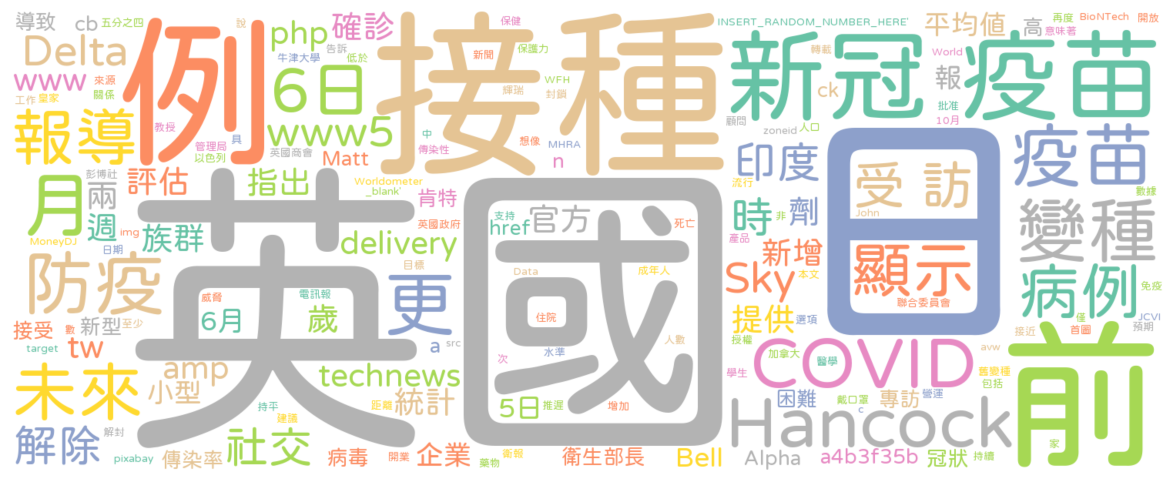 導致 cb 五分之四 說 php 確診 接種 新聞 保健 保護力 INSERT_RANDOM_NUMBER_HERE' 平均值 高 再度 BioNTech 開放
意味著
Delta 例 告訴 牛津大學 低於 6日 新冠 疫苗
www 來源 關係 輝瑞 WFH 封鎖 轉載 ck World 報
工作 皇家 教授 www5 想像 MHRA 顧問 批准 10月
報導 管理局 具 以色列 英國商會 中 傳染性 n zoneid 人口
月 彭博社 兩 評估 指出 Matt Worldometer _blank' 肯特 印度 日 受訪 疫苗
週 族群 英國 支持 href 官方 死亡 流行 時 非 劑 John 數據 變種
MoneyDJ img 日期 delivery 英國政府 產品 新增 顯示
防疫 目標 Data 成年人 Sky 本文 聯合委員會 病例 免疫
威爾 電訊報 更 6月 歲 住院 提供 選項 僅 JCVI
接受 數 新型 至少 a src 次 水準 人數 授權 首圖 預期
target tw COVID 加拿大 醫學 接近 avw 前
未來 amp technews 學生 舊變種 包括
小型 持平 距離 統計 5日 推遲 增加 Hancock 困難 戴口罩 c 專訪 營運
建議
解除 解封 社交 衛報 家
pixabay 傳染率 病毒 開業 企業 藥物 衛生部長 Bell Alpha a4b3f35b 冠狀 持續